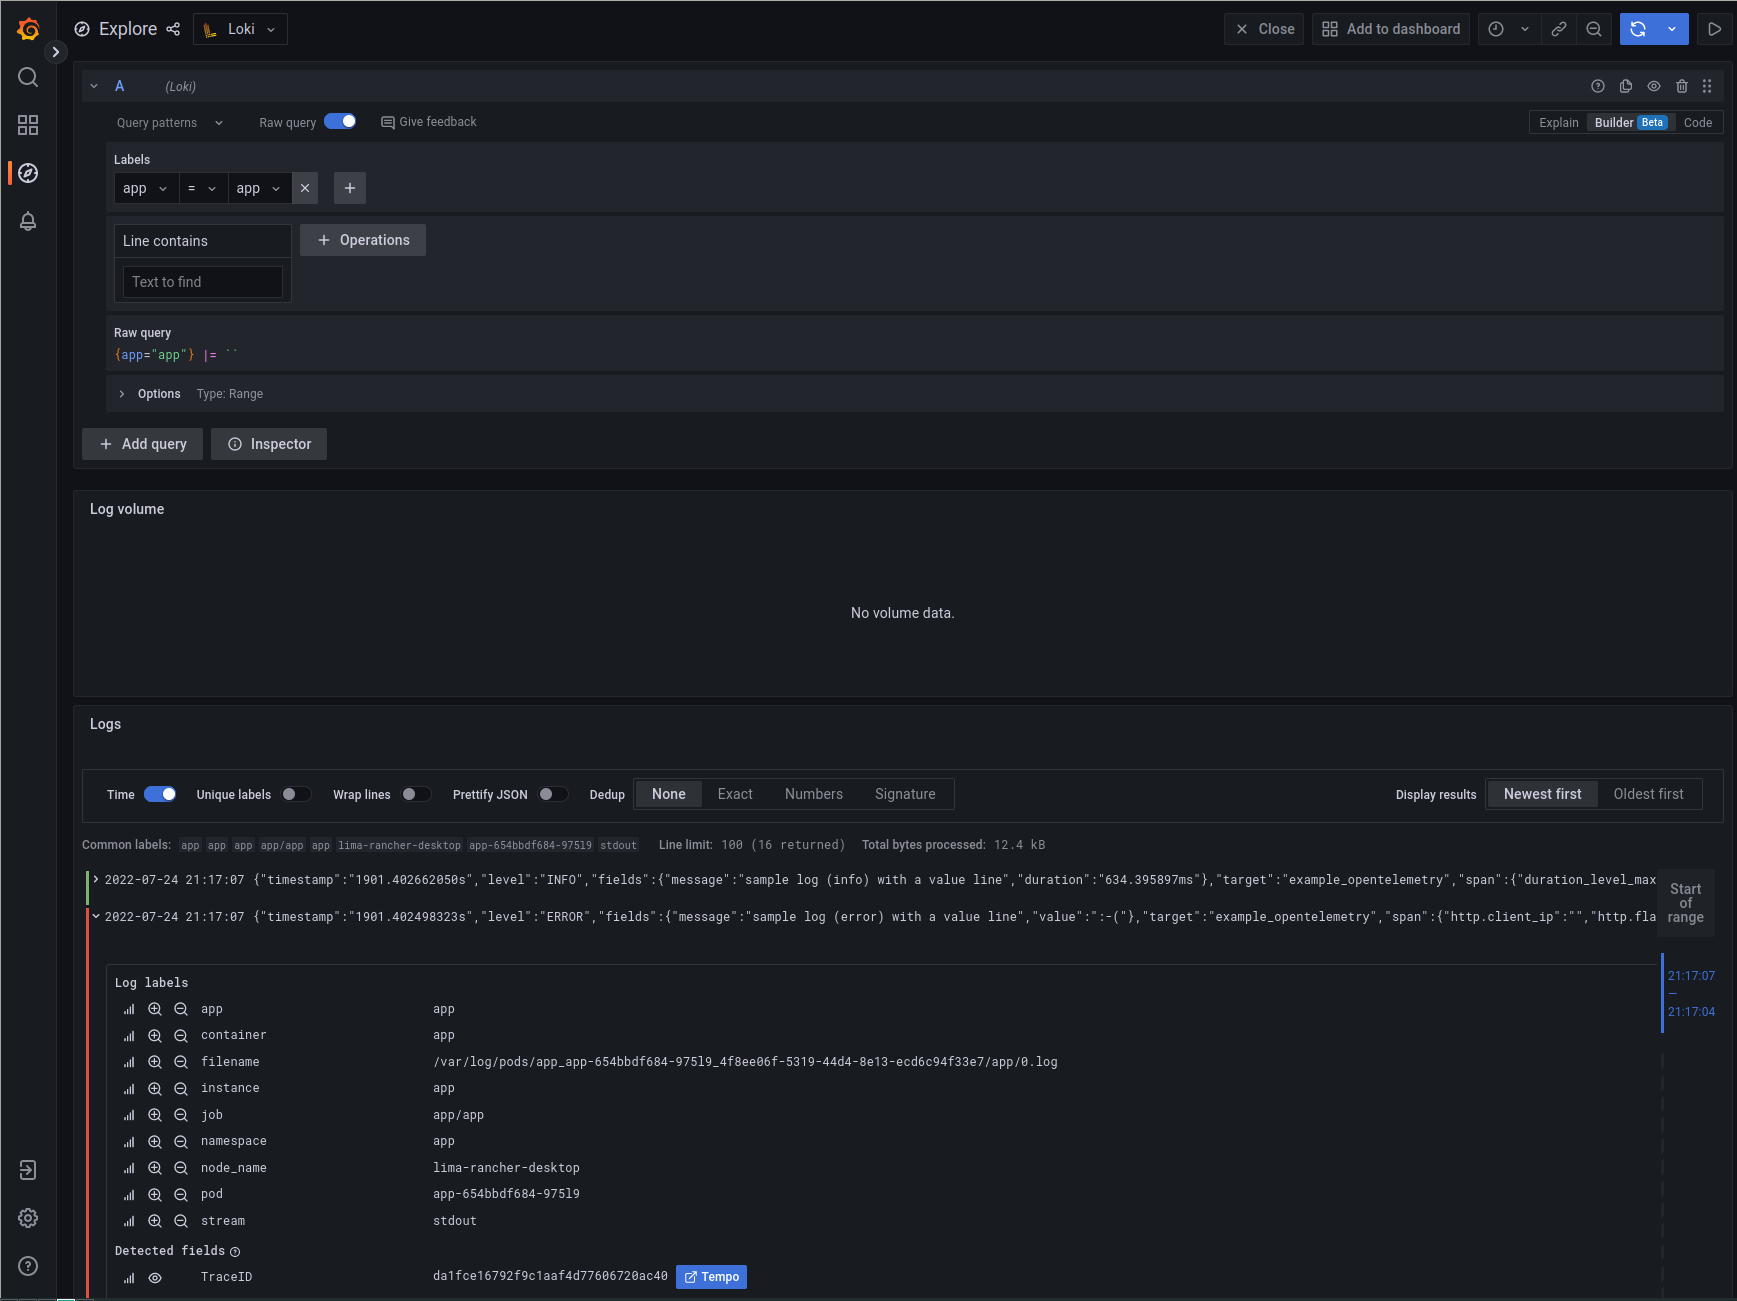 Explore Loki Close Add to dashboard
A (Loki)
Query patterns Raw query Give feedback Explain Builder Beta Code
Labels
app = app
Line contains Operations
Text to find
Raw query
{app="app"} |= ``
Options Type: Range
Add query Inspector
Log volume
No volume data.
Logs
Time Unique labels Wrap lines Prettify JSON Dedup None Exact Numbers Signature Display results Newest first Oldest first
Common labels: app app app app/app app lima-rancher-desktop app-654bbdf684-975l9 stdout Line limit: 100 (16 returned) Total bytes processed: 12.4 kB
2022-07-24 21:17:07 {"timestamp":"1901.402662050s","level":"INFO","fields":{"message":"sample log (info) with a value line","duration":"634.395897ms"},"target":"example_opentelemetry","span":{"duration_level_max
2022-07-24 21:17:07 {"timestamp":"1901.402498323s","level":"ERROR","fields":{"message":"sample log (error) with a value line","value":":-("},"target":"example_opentelemetry","span":{"http.client_ip":"","http.fla
Start
of
range
21:17:07
—
21:17:04
Log labels
app app
container app
filename /var/log/pods/app_app-654bbdf684-975l9_4f8ee06f-5319-44d4-8e13-ecd6c94f33e7/app/0.log
instance app
job app/app
namespace app
node_name lima-rancher-desktop
pod app-654bbdf684-975l9
stream stdout
Detected fields
TraceID da1fce16792f9c1aaf4d77606720ac40 Tempo